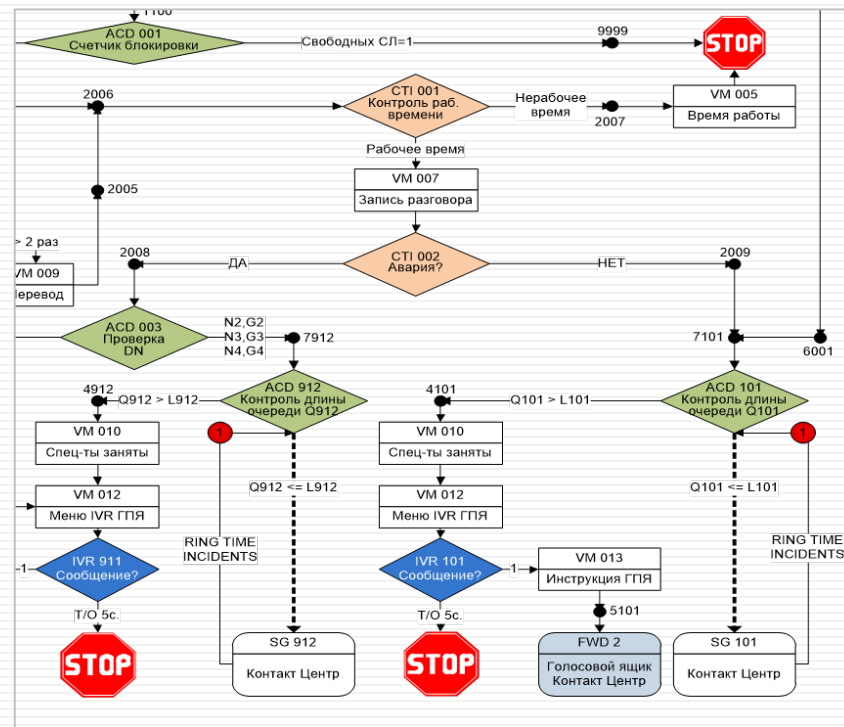 1100
ACD 001
Счетчик блокировки
Свободных СЛ=1
9999
STOP
2006
CTI 001
Контроль раб.
времени
Нерабочее
время
2007
VM 005
Время работы
Рабочее время
VM 007
Запись разговора
2005
> 2 раз
VM 009
Перевод
2008
ДА
CTI 002
Авария?
НЕТ
2009
ACD 003
Проверка
DN
N2,G2
N3,G3
N4,G4
7912
7101
6001
ACD 912
Контроль длины
очереди Q912
Q912 > L912
4912
ACD 101
Контроль длины
очереди Q101
Q101 > L101
4101
VM 010
Спец-ты заняты
1
VM 010
Спец-ты заняты
1
Q912 <= L912
Q101 <= L101
VM 012
Меню IVR ГПЯ
VM 012
Меню IVR ГПЯ
RING TIME
INCIDENTS
RING TIME
INCIDENTS
1
IVR 911
Сообщение?
IVR 101
Сообщение?
1
VM 013
Инструкция ГПЯ
Т/О 5с.
Т/О 5с.
5101
STOP
SG 912
Контакт Центр
STOP
FWD 2
Голосовой ящик
Контакт Центр
SG 101
Контакт Центр